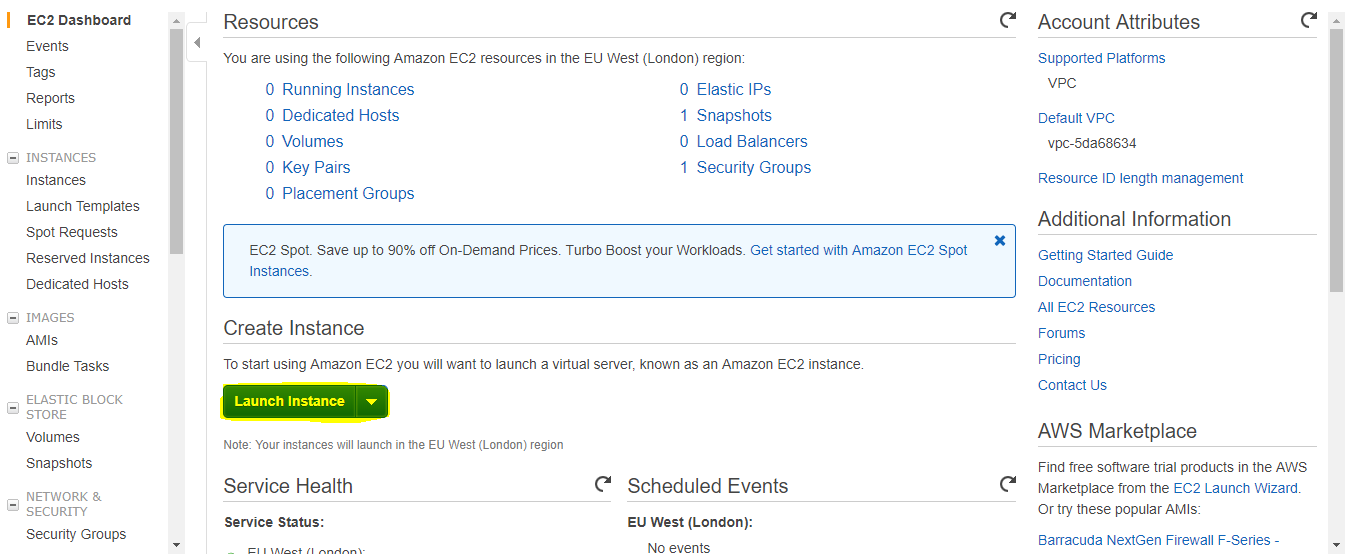 EC2 Dashboard
Events
Tags
Reports
Limits
INSTANCES
Instances
Launch Templates
Spot Requests
Reserved Instances
Dedicated Hosts
IMAGES
AMIs
Bundle Tasks
ELASTIC BLOCK
STORE
Volumes
Snapshots
NETWORK &
SECURITY
Security Groups
Resources
You are using the following Amazon EC2 resources in the EU West (London) region:
0 Running Instances
0 Dedicated Hosts
0 Volumes
0 Key Pairs
0 Placement Groups
0 Elastic IPs
1 Snapshots
0 Load Balancers
1 Security Groups
EC2 Spot. Save up to 90% off On-Demand Prices. Turbo Boost your Workloads. Get started with Amazon EC2 Spot
Instances.
Create Instance
To start using Amazon EC2 you will want to launch a virtual server, known as an Amazon EC2 instance.
Launch Instance
Note: Your instances will launch in the EU West (London) region
Service Health
Service Status:
EU West (London):
Scheduled Events
EU West (London):
No events
Account Attributes
Supported Platforms
VPC
Default VPC
vpc-5da68634
Resource ID length management
Additional Information
Getting Started Guide
Documentation
All EC2 Resources
Forums
Pricing
Contact Us
AWS Marketplace
Find free software trial products in the AWS
Marketplace from the EC2 Launch Wizard.
Or try these popular AMIs:
Barracuda NextGen Firewall F-Series -